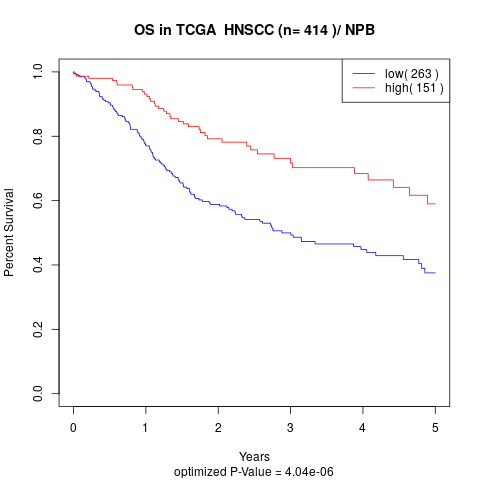 OS in TCGA  HNSCC (n= 414 )/ NPB
low( 263 )
high( 151 )
Percent Survival
1.0
0.8
0.6
0.4
0.2
0.0
0 1 2 3 4 5
Years
optimized P-Value = 4.04e-06